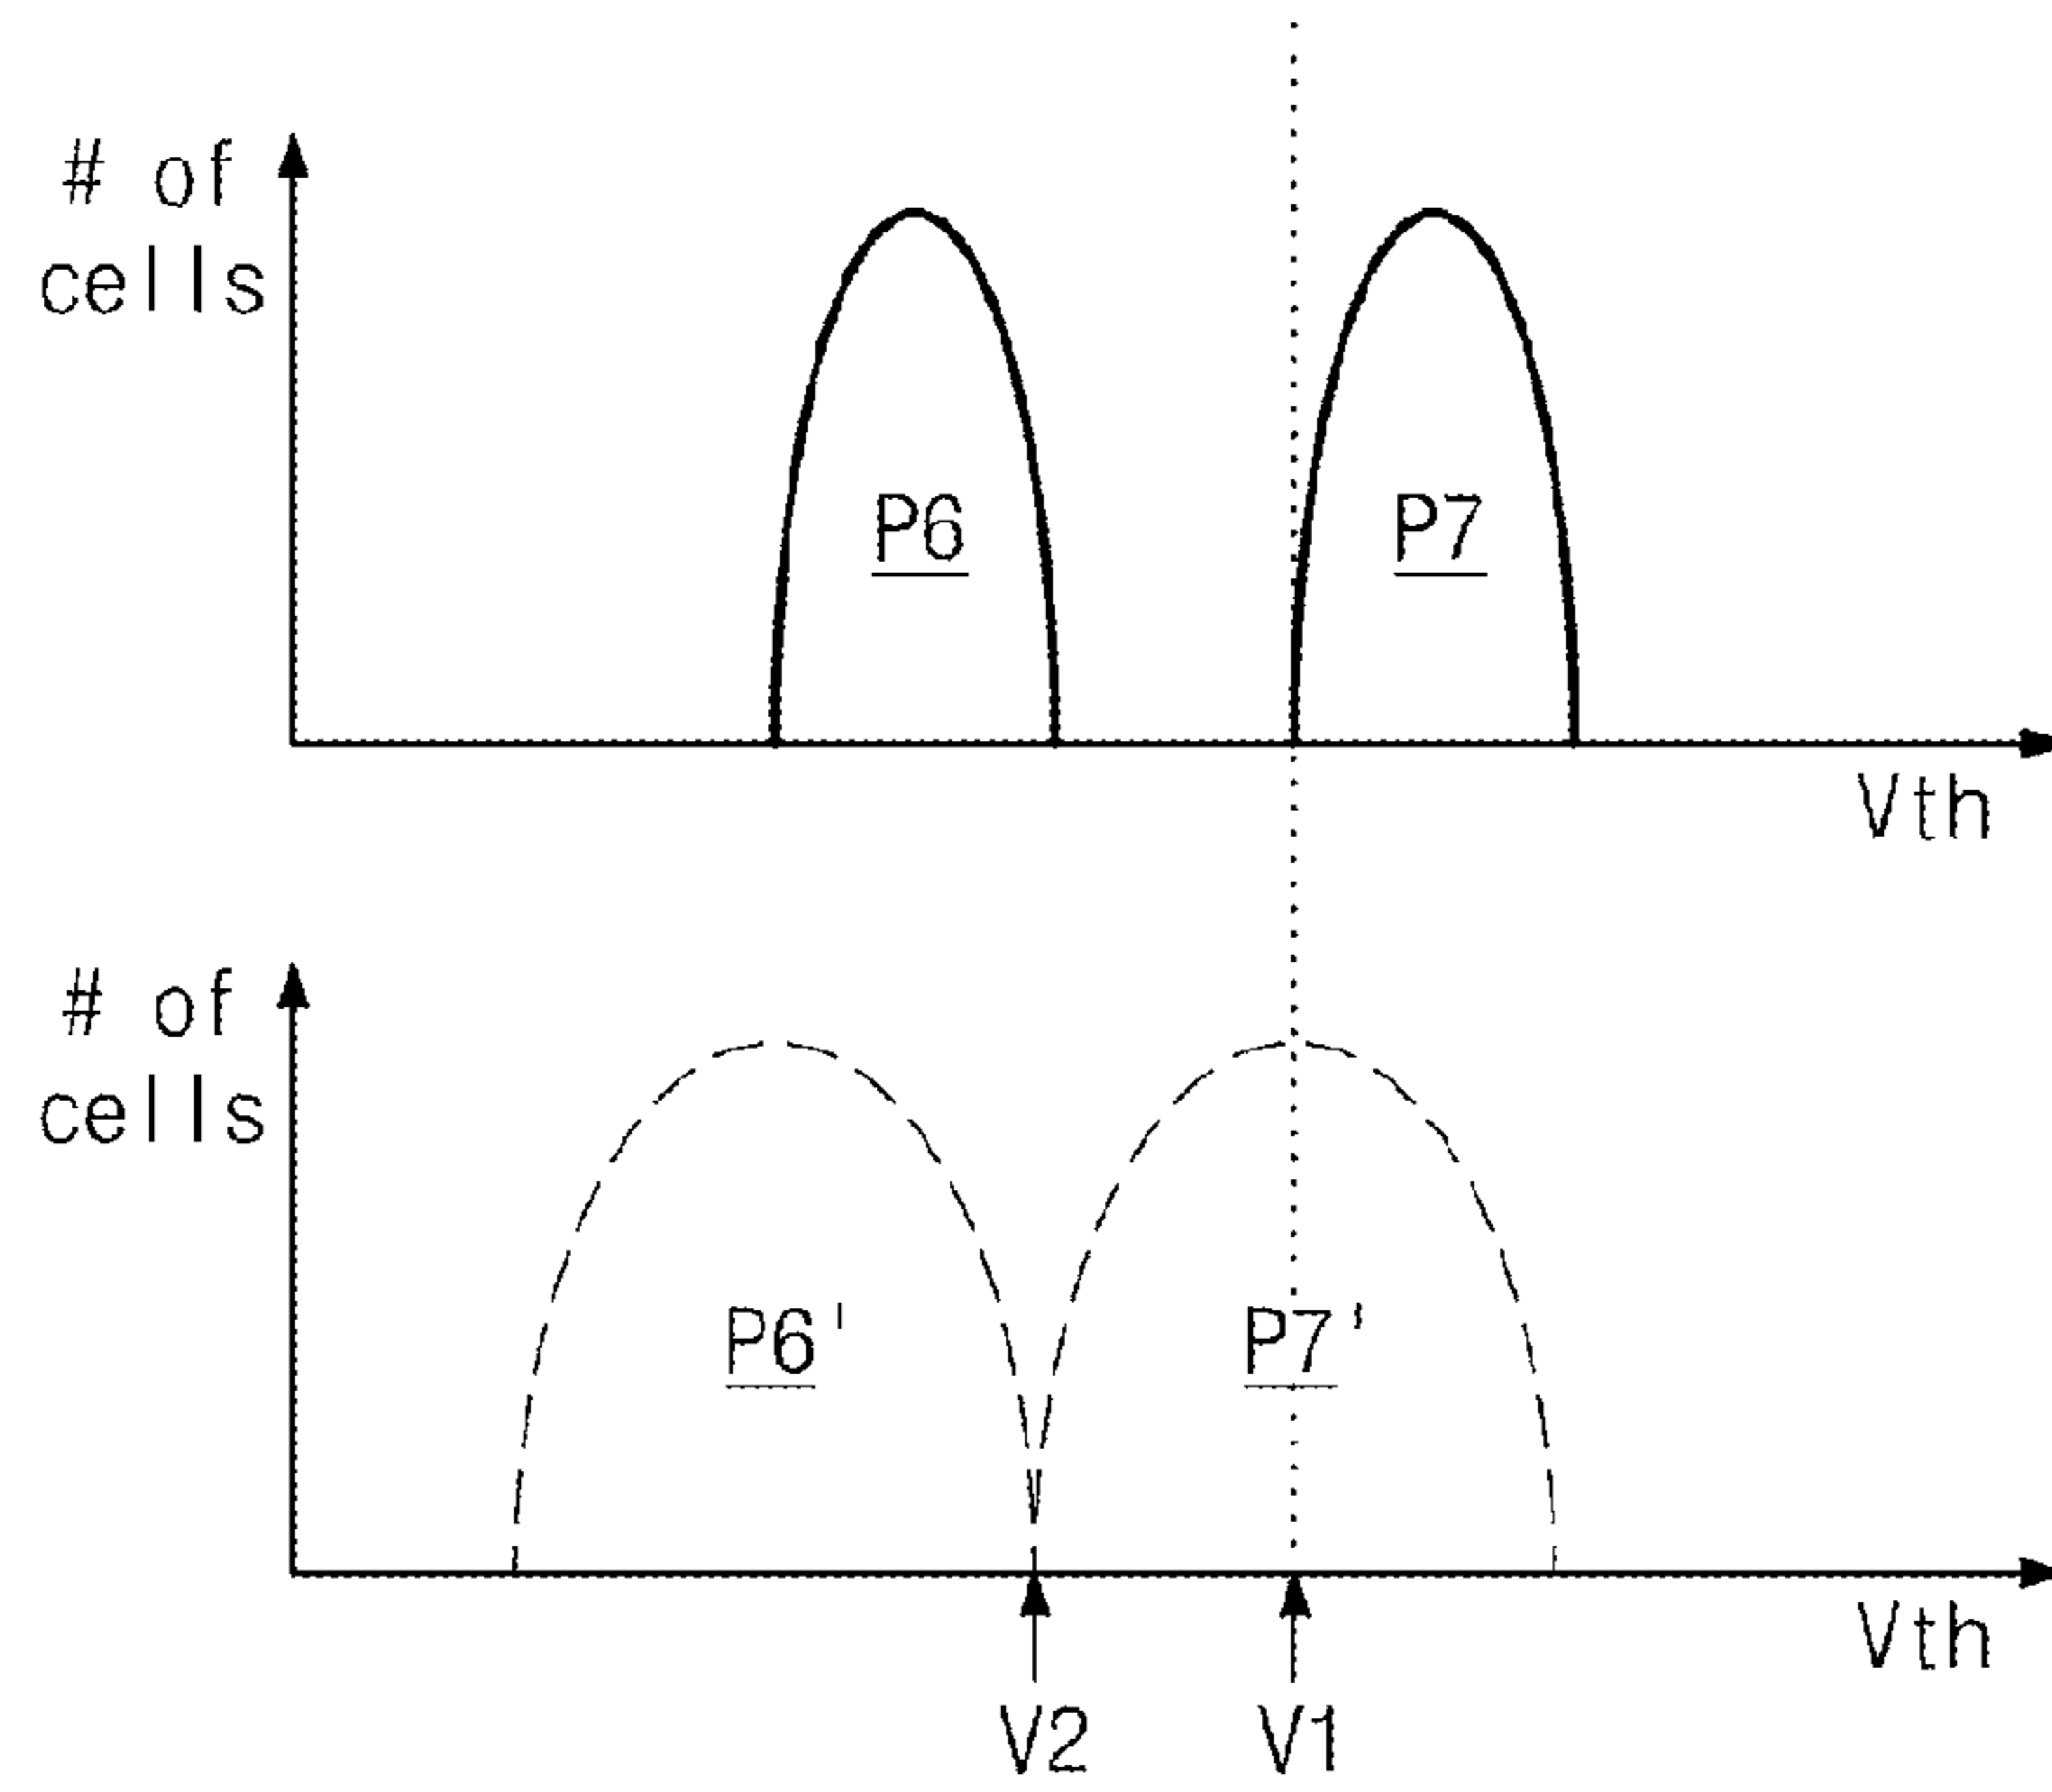 # of
cells
P6
P7
Vth
# of
cells
P6'
P7'
Vth
V2
V1